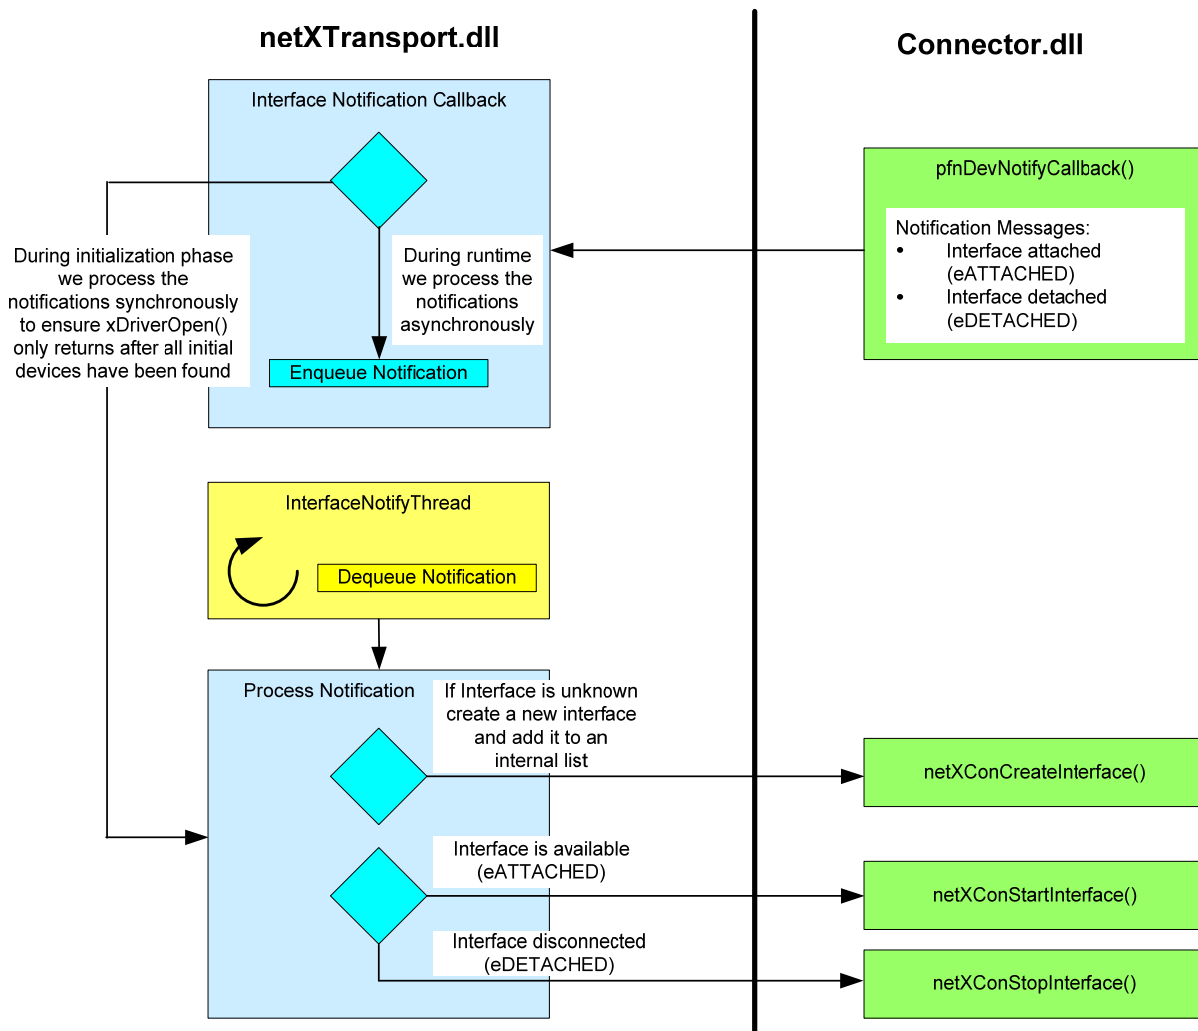 netXTransport.dll
Connector.dll
Interface Notification Callback
During initialization phase
we process the
notifications synchronously
to ensure xDriverOpen()
only returns after all initial
devices have been found
During runtime
we process the
notifications
asynchronously
Enqueue Notification
pfnDevNotifyCallback()
Notification Messages:
• Interface attached
(eATTACHED)
• Interface detached
(eDETACHED)
InterfaceNotifyThread
Dequeue Notification
Process Notification
If Interface is unknown
create a new interface
and add it to an
internal list
netXConCreateInterface()
Interface is available
(eATTACHED)
netXConStartInterface()
Interface disconnected
(eDETACHED)
netXConStopInterface()